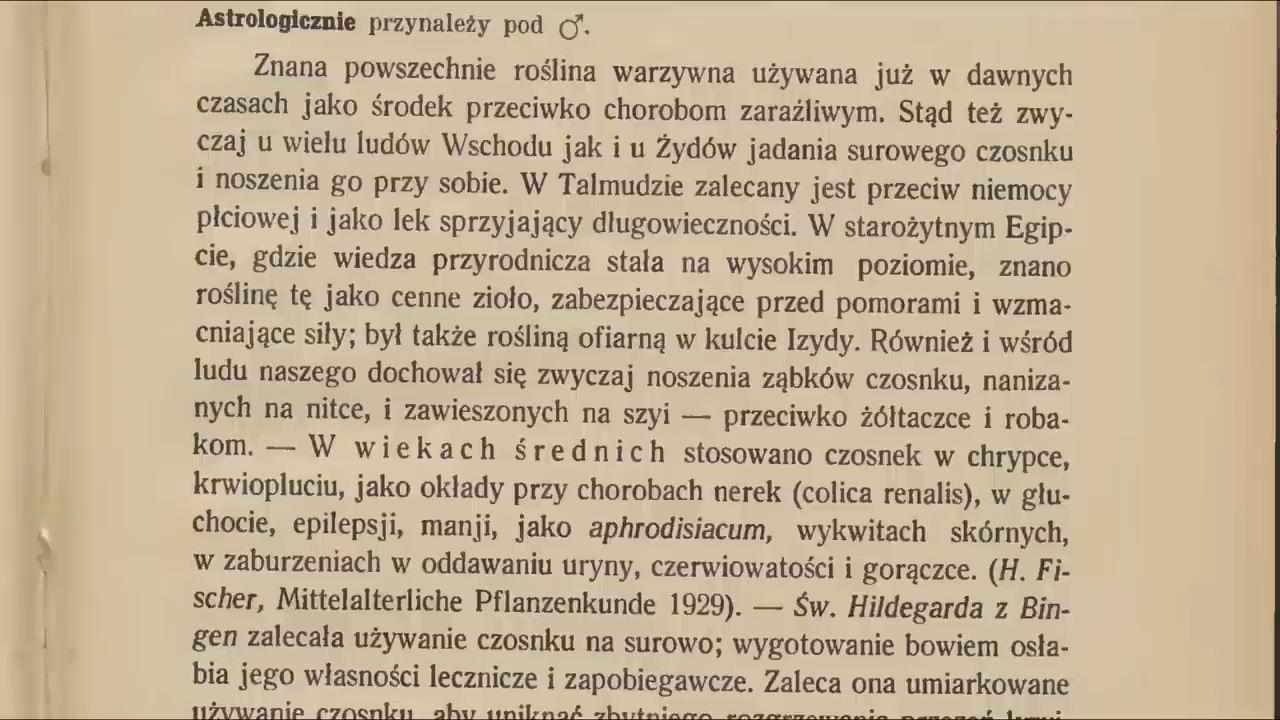 Astrologicznie przynależy pod ♂.
Znana powszechnie roślina warzywna używana już w dawnych
czasach jako środek przeciwko chorobom zaraźliwym. Stąd też zwy-
czaj u wielu ludów Wschodu jak i u Żydów jadania surowego czosnku
i noszenia go przy sobie. W Talmudzie zalecany jest przeciw niemocy
płciowej i jako lek sprzyjający długowieczności. W starożytnym Egip-
cie, gdzie wiedza przyrodnicza stała na wysokim poziomie, znano
roślinę tę jako cenne zioło, zabezpieczające przed pomorami i wzma-
cniające siły; był także rośliną ofiarną w kulcie Izydy. Również i wśród
ludu naszego dochował się zwyczaj noszenia ząbków czosnku, naniza-
nych na nitce, i zawieszonych na szyi — przeciwko żółtaczce i roba-
kom. — W wiekach średnich stosowano czosnek w chrypce,
krwiopluciu, jako okłady przy chorobach nerek (colica renalis), w głu-
chocie, epilepsji, manji, jako aphrodisiacum, wykwitach skórnych,
w zaburzeniach w oddawaniu uryny, czerwiowatości i gorączce. (H. Fi-
scher, Mittelalterliche Pflanzenkunde 1929). — Św. Hildegarda z Bin-
gen zalecała używanie czosnku na surowo; wygotowanie bowiem osła-
bia jego własności lecznicze i zapobiegawcze. Zaleca ona umiarkowane
używanie czosnku, aby uniknąć zbytniego rozgrzewania